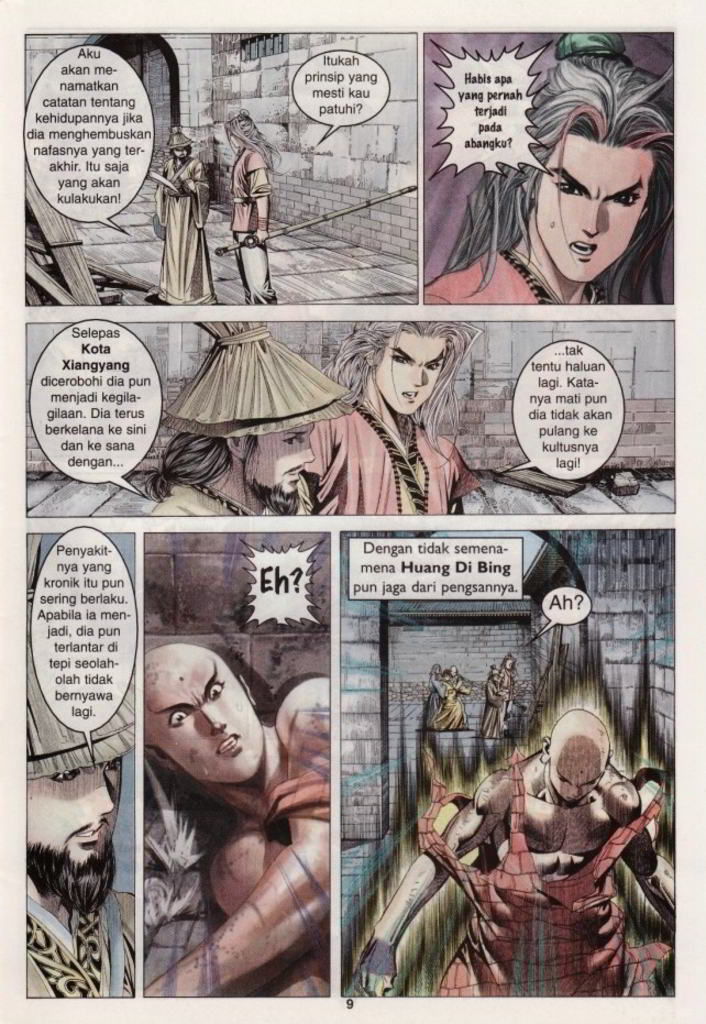 Aku
akan me-
namatkan
catatan tentang
kehidupannya jika
dia menghembuskan
nafasnya yang ter-
akhir. Itu saja
yang akan
kulakukan!
Itukah
prinsip yang
mesti kau
patuhi?
Habis apa
yang pernah
terjadi
pada
abangku?
Selepas
Kota
Xiangyang
dicerobohi dia pun
menjadi kegila-
gilaan. Dia terus
berkelana ke sini
dan ke sana
dengan...
...tak
tentu haluan
lagi. Kata-
nya mati pun
dia tidak akan
pulang ke
kultusnya
lagi!
Penyakit-
nya yang
kronik itu pun
sering berlaku.
Apabila ia men-
jadi, dia pun
terlantar di
tepi seolah-
olah tidak
bernyawa
lagi.
Eh?
Dengan tidak semena-
mena Huang Di Bing
pun jaga dari pengsannya.
Ah?
9